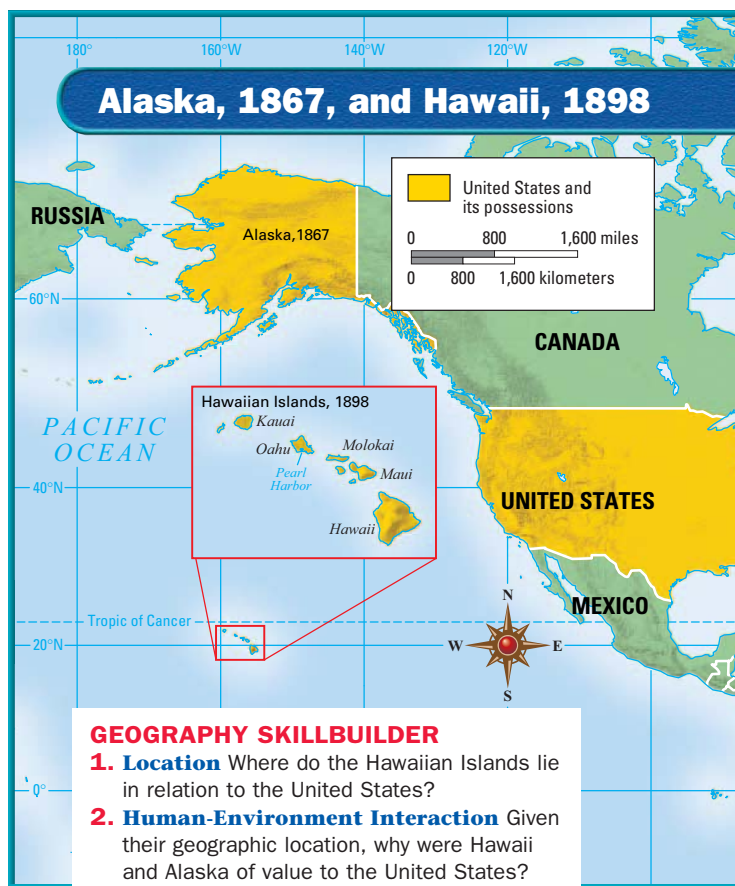 180°
160°W
140°W
120°W
Alaska, 1867, and Hawaii, 1898
United States and
its possessions
0 800 1,600 miles
0 800 1,600 kilometers
RUSSIA
Alaska,1867
60°N
CANADA
Hawaiian Islands, 1898
Kauai
PACIFIC
OCEAN
Oahu
Molokai
Pearl
Harbor
Maui
40°N
UNITED STATES
Hawaii
N
MEXICO
Tropic of Cancer
20°N
W
E
S
GEOGRAPHY SKILLBUILDER
1. Location Where do the Hawaiian Islands lie
in relation to the United States?
0°
2. Human-Environment Interaction Given
their geographic location, why were Hawaii
and Alaska of value to the United States?